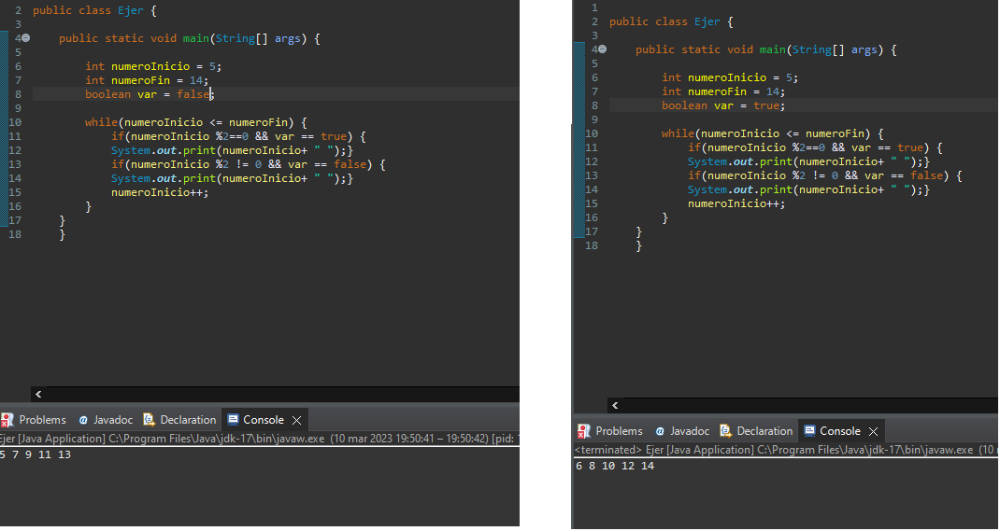 2 public class Ejer {
3
4 public static void main(String[] args) {
5
6 int numeroInicio = 5;
7 int numeroFin = 14;
8 boolean var = false;
9
10 while(numeroInicio <= numeroFin) {
11 if(numeroInicio %2==0 && var == true) {
12 System.out.print(numeroInicio+ " ");}
13 if(numeroInicio %2 != 0 && var == false) {
14 System.out.print(numeroInicio+ " ");}
15 numeroInicio++;
16 }
17 }
18 }
Problems @ Javadoc Declaration Console
Ejer [Java Application] C:\Program Files\Java\jdk-17\bin\javaw.exe (10 mar 2023 19:50:41 – 19:50:42) [pid:
5 7 9 11 13
1
2 public class Ejer {
3
4 public static void main(String[] args) {
5
6 int numeroInicio = 5;
7 int numeroFin = 14;
8 boolean var = true;
9
10 while(numeroInicio <= numeroFin) {
11 if(numeroInicio %2==0 && var == true) {
12 System.out.print(numeroInicio+ " ");}
13 if(numeroInicio %2 != 0 && var == false) {
14 System.out.print(numeroInicio+ " ");}
15 numeroInicio++;
16 }
17 }
18 }
Problems @ Javadoc Declaration Console
<terminated> Ejer [Java Application] C:\Program Files\Java\jdk-17\bin\javaw.exe (10
6 8 10 12 14